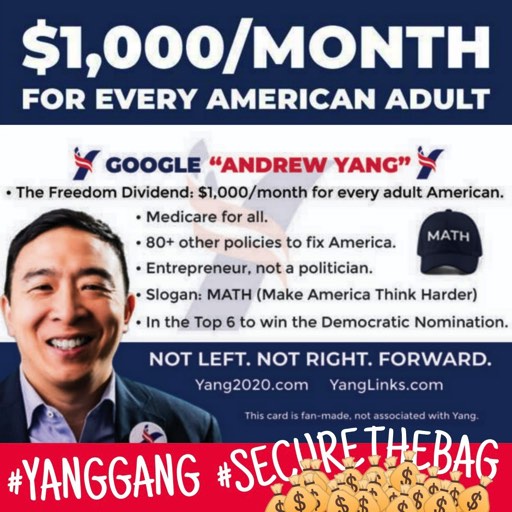 $1,000/MONTH
FOR EVERY AMERICAN ADULT
GOOGLE "ANDREW YANG"
• The Freedom Dividend: $1,000/month for every adult American.
• Medicare for all.
• 80+ other policies to fix America.
MATH
• Entrepreneur, not a politician.
• Slogan: MATH (Make America Think Harder)
• In the Top 6 to win the Democratic Nomination.
NOT LEFT. NOT RIGHT. FORWARD.
Yang2020.com YangLinks.com
This card is fan-made, not associated with Yang.
#YANGGANG #SECURETHEBAG
$ $ $ $ $ $